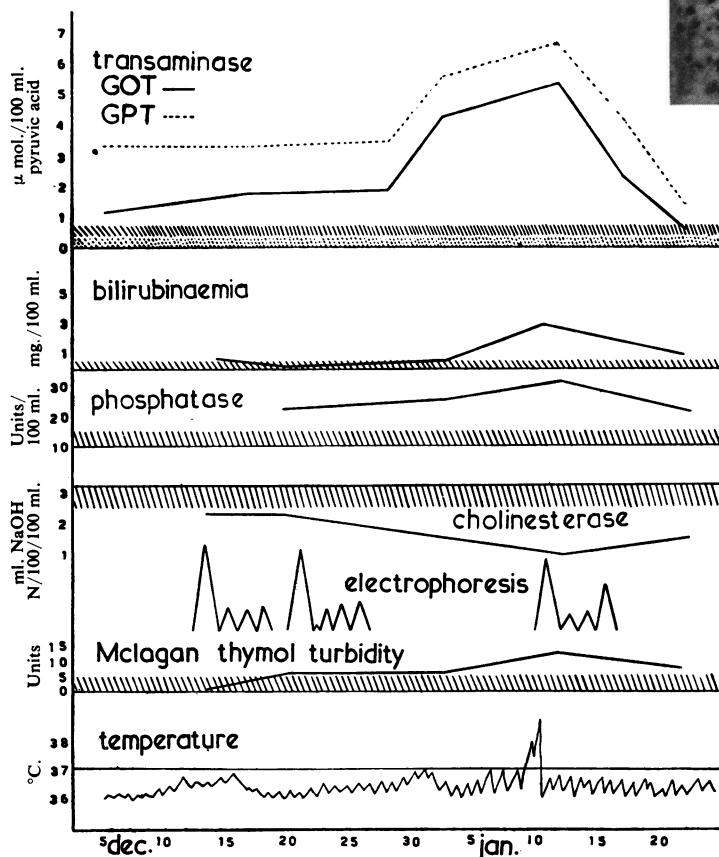 7
6
5
4
3
2
1
0
μ mol./100 ml.
pyruvic acid
transaminase
GOT
GPT
5
3
1
mg./100 ml.
bilirubinaemia
30
20
10
Units/
100 ml.
phosphatase
3
2
1
ml. NaOH
N/100/100 ml.
cholinesterase
electrophoresis
15
10
5
0
Units
Mclagan thymol turbidity
38
37
36
°C.
temperature
5 10 15 20 20 30 5 10 15 20
dec. jan.